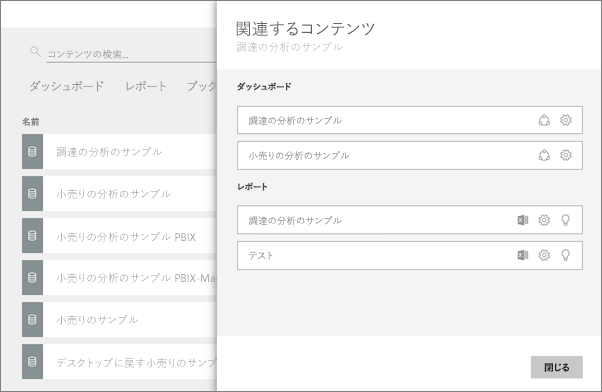 コンテンツの検索...
ダッシュボード レポート ブック
名前
調達の分析のサンプル
小売りの分析のサンプル
小売りの分析のサンプル PBIX
小売りの分析のサンプル PBIX-Ma
小売りのサンプル
デスクトップに戻す小売りのサンプ
関連するコンテンツ
調達の分析のサンプル
ダッシュボード
調達の分析のサンプル
小売りの分析のサンプル
レポート
調達の分析のサンプル
テスト
閉じる